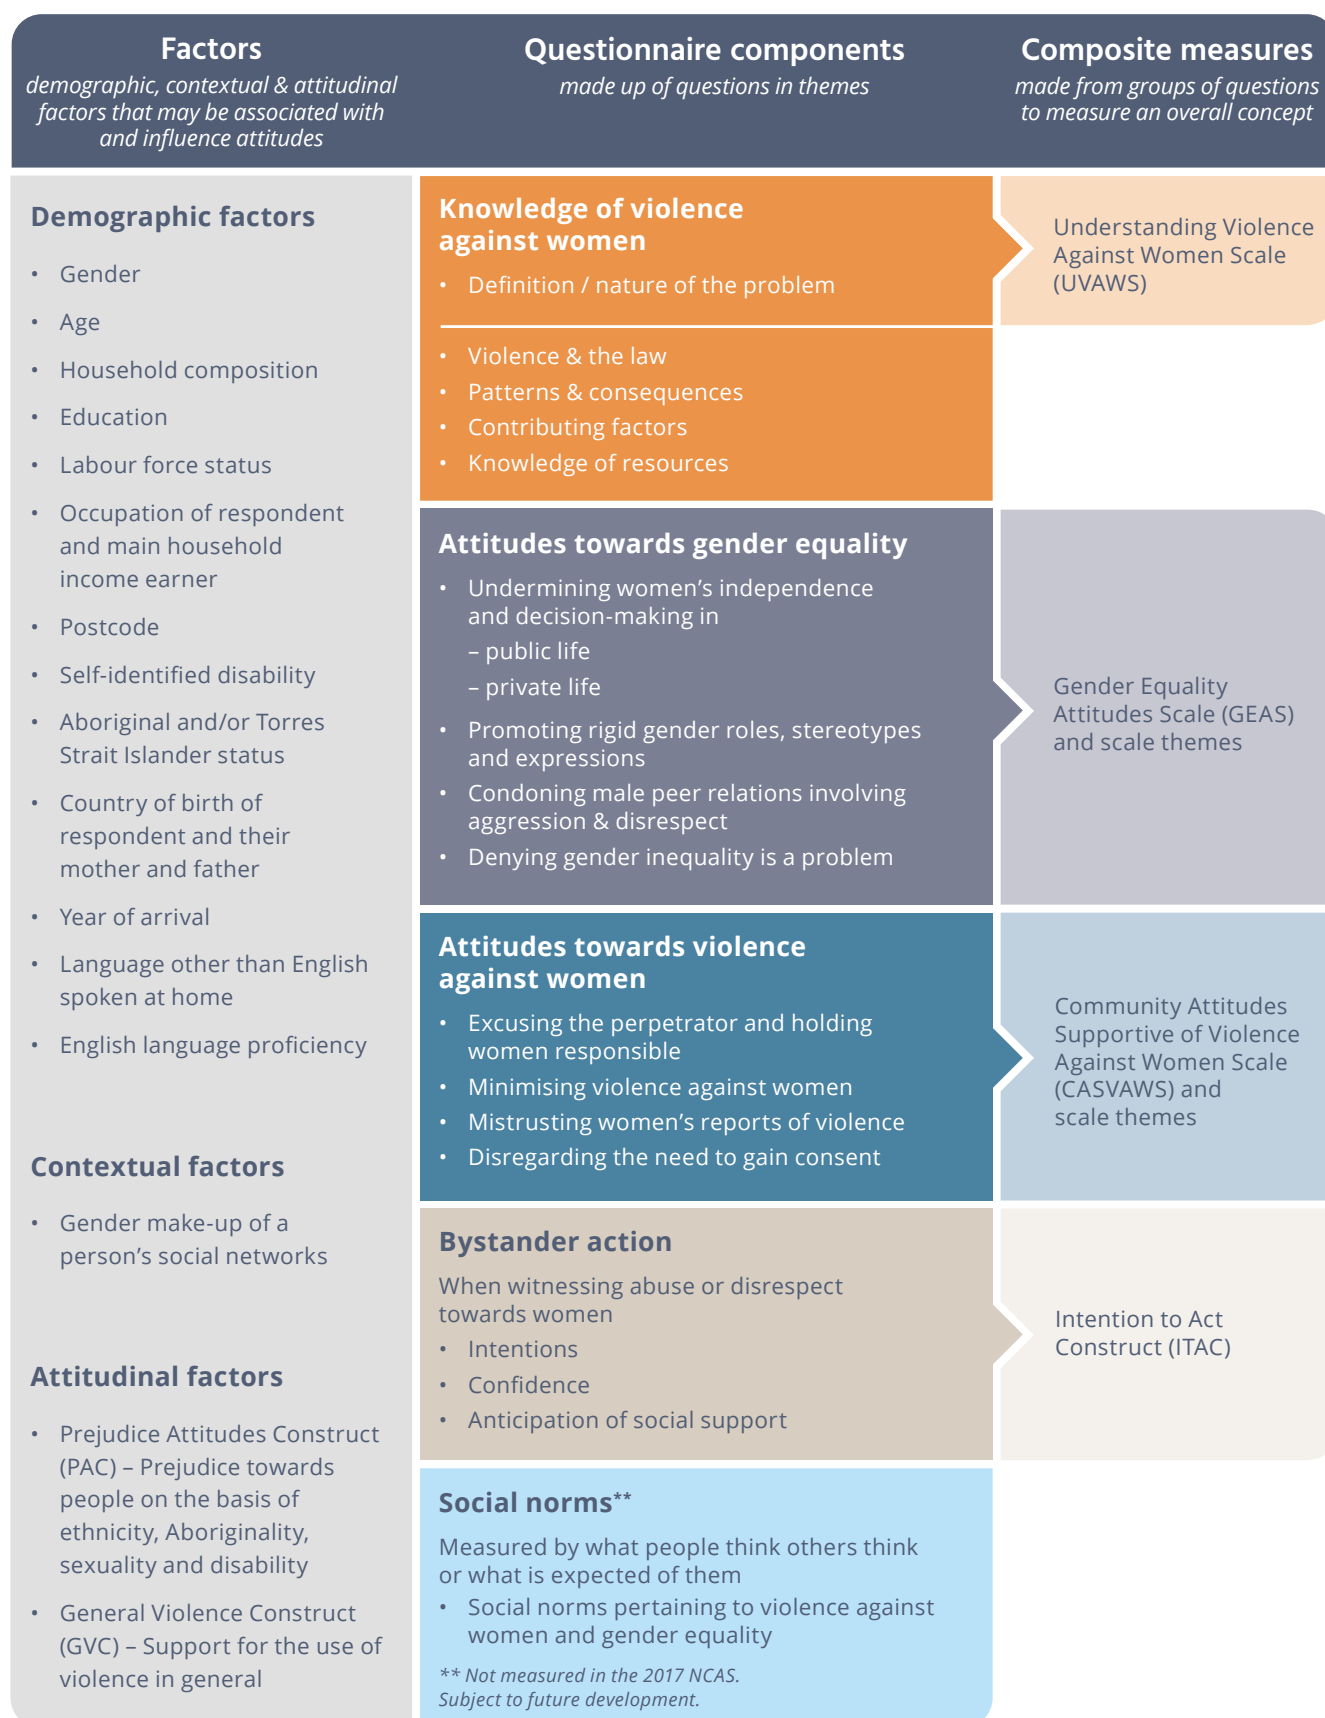 Factors
demographic, contextual & attitudinal
factors that may be associated with
and influence attitudes
Questionnaire components
made up of questions in themes
Composite measures
made from groups of questions
to measure an overall concept
Demographic factors
• Gender
• Age
• Household composition
• Education
• Labour force status
• Occupation of respondent
and main household
income earner
• Postcode
• Self-identified disability
• Aboriginal and/or Torres
Strait Islander status
• Country of birth of
respondent and their
mother and father
• Year of arrival
• Language other than English
spoken at home
• English language proficiency
Contextual factors
• Gender make-up of a
person’s social networks
Attitudinal factors
• Prejudice Attitudes Construct
(PAC) – Prejudice towards
people on the basis of
ethnicity, Aboriginality,
sexuality and disability
• General Violence Construct
(GVC) – Support for the use of
violence in general
Knowledge of violence
against women
• Definition / nature of the problem
• Violence & the law
• Patterns & consequences
• Contributing factors
• Knowledge of resources
Understanding Violence
Against Women Scale
(UVAWS)
Attitudes towards gender equality
• Undermining women’s independence
and decision-making in
– public life
– private life
• Promoting rigid gender roles, stereotypes
and expressions
• Condoning male peer relations involving
aggression & disrespect
• Denying gender inequality is a problem
Gender Equality
Attitudes Scale (GEAS)
and scale themes
Attitudes towards violence
against women
• Excusing the perpetrator and holding
women responsible
• Minimising violence against women
• Mistrusting women’s reports of violence
• Disregarding the need to gain consent
Community Attitudes
Supportive of Violence
Against Women Scale
(CASVAWS) and
scale themes
Bystander action
When witnessing abuse or disrespect
towards women
• Intentions
• Confidence
• Anticipation of social support
Intention to Act
Construct (ITAC)
Social norms**
Measured by what people think others think
or what is expected of them
• Social norms pertaining to violence against
women and gender equality
** Not measured in the 2017 NCAS.
Subject to future development.